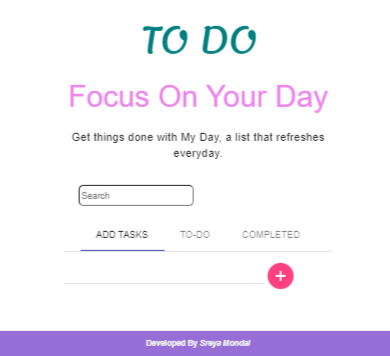 TO DO
Focus On Your Day
Get things done with My Day, a list that refreshes
everyday.
Search
ADD TASKS TO-DO COMPLETED
+
Developed By Sreya Mondal